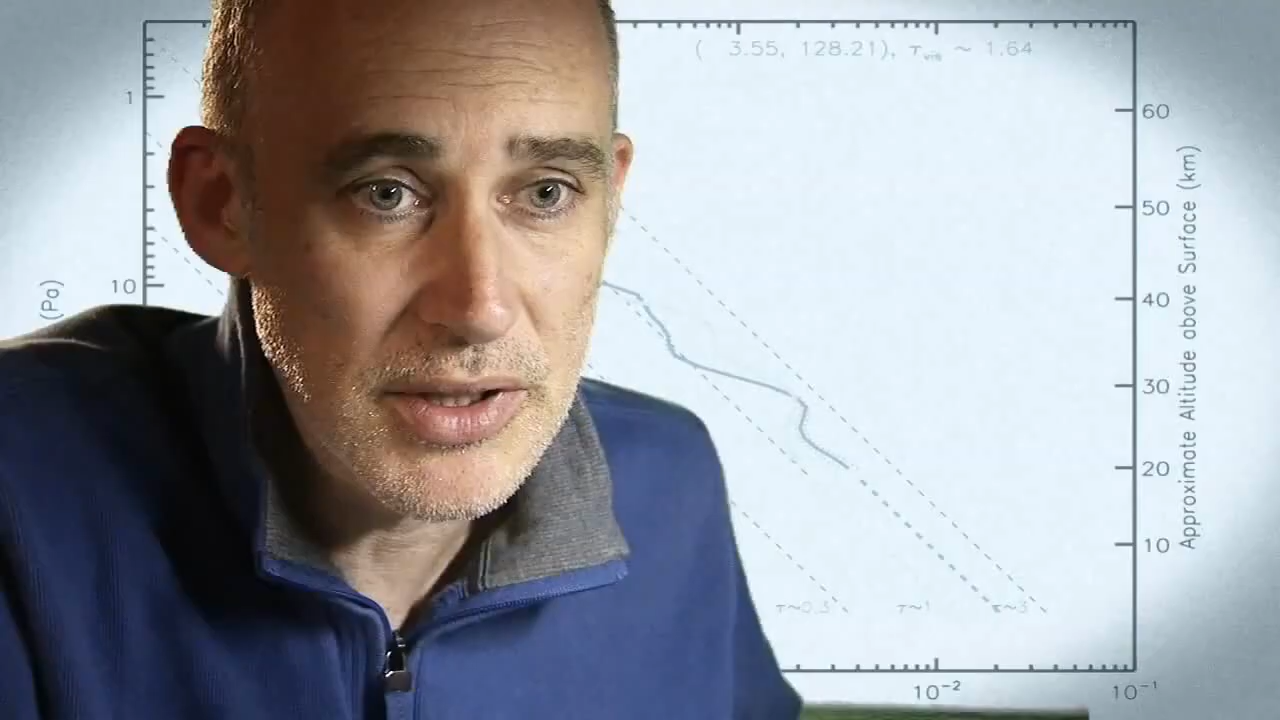 ( 3.55, 128.21), τvis ~ 1.64
1
10
(Pa)
60
50
40
30
20
10
Approximate Altitude above Surface (km)
τ~0.3
τ~1
τ~3
10⁻²
10⁻¹